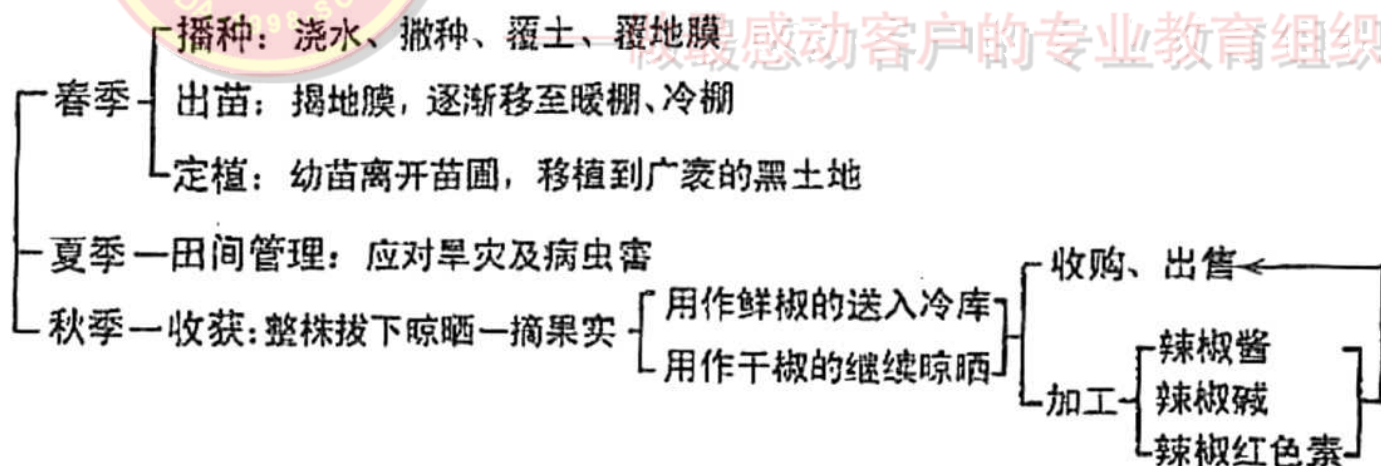 做最感动客户的专业教育组织
播种：浇水、撒种、覆土、覆地膜
春季
出苗：揭地膜，逐渐移至暖棚、冷棚
定植：幼苗离开苗圃，移植到广袤的黑土地
夏季一田间管理：应对旱灾及病虫害
秋季一收获：整株拔下晾晒一摘果实
用作鲜椒的送入冷库
用作干椒的继续晾晒
收购、出售
加工
辣椒酱
辣椒碱
辣椒红色素